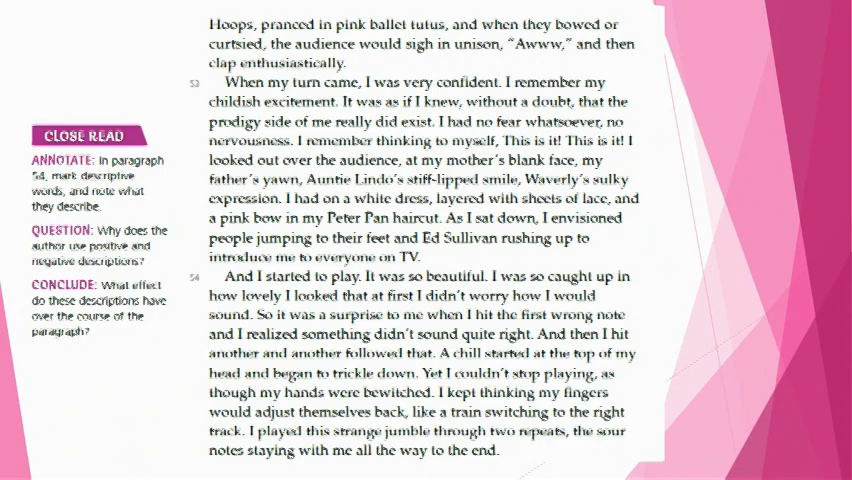 Hoops, pranced in pink ballet tutus, and when they bowed or
curtsied, the audience would sigh in unison, “Awww,” and then
clap enthusiastically.
53
When my turn came, I was very confident. I remember my
childish excitement. It was as if I knew, without a doubt, that the
prodigy side of me really did exist. I had no fear whatsoever, no
nervousness. I remember thinking to myself, This is it! This is it! I
looked out over the audience, at my mother’s blank face, my
father’s yawn, Auntie Lindo’s stiff-lipped smile, Waverly’s sulky
expression. I had on a white dress, layered with sheets of lace, and
a pink bow in my Peter Pan haircut. As I sat down, I envisioned
people jumping to their feet and Ed Sullivan rushing up to
introduce me to everyone on TV.
54
And I started to play. It was so beautiful. I was so caught up in
how lovely I looked that at first I didn’t worry how I would
sound. So it was a surprise to me when I hit the first wrong note
and I realized something didn’t sound quite right. And then I hit
another and another followed that. A chill started at the top of my
head and began to trickle down. Yet I couldn’t stop playing, as
though my hands were bewitched. I kept thinking my fingers
would adjust themselves back, like a train switching to the right
track. I played this strange jumble through two repeats, the sour
notes staying with me all the way to the end.
CLOSE READ
ANNOTATE: In paragraph
54, mark descriptive
words, and note what
they describe.
QUESTION: Why does the
author use positive and
negative descriptions?
CONCLUDE: What effect
do these descriptions have
over the course of the
paragraph?